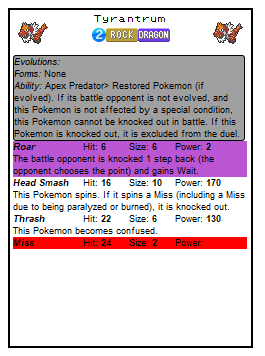 Tyrantrum
2 ROCK DRAGON
Evolutions:
Forms: None
Ability: Apex Predator> Restored Pokemon (if
evolved). If its battle opponent is not evolved, and
this Pokemon is not affected by a special condition,
this Pokemon cannot be knocked out in battle. If this
Pokemon is knocked out, it is excluded from the duel.
Roar Hit: 6 Size: 6 Power: 2
The battle opponent is knocked 1 step back (the
opponent chooses the point) and gains Wait.
Head Smash Hit: 16 Size: 10 Power: 170
This Pokemon spins. If it spins a Miss (including a Miss
due to being paralyzed or burned), it is knocked out.
Thrash Hit: 22 Size: 6 Power: 130
This Pokemon becomes confused.
Miss Hit: 24 Size: 2 Power: